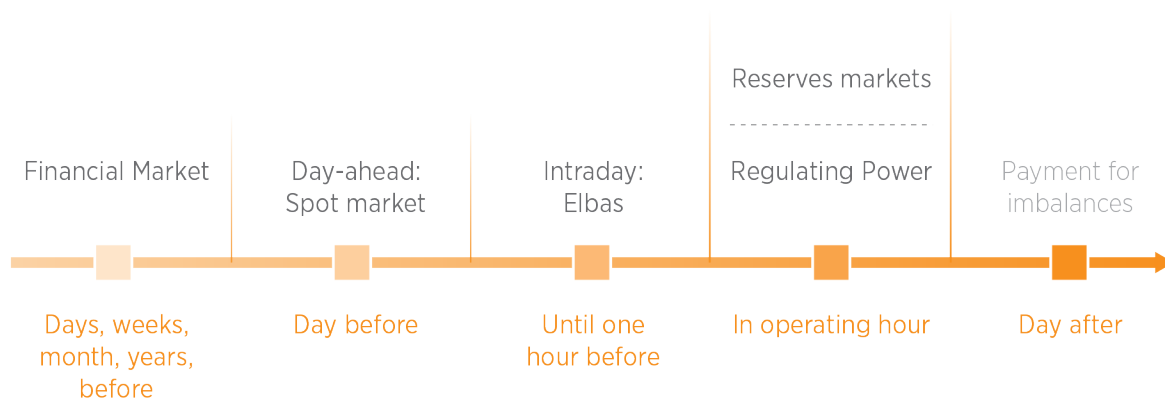 Reserves markets
Financial Market
Day-ahead:
Spot market
Intraday:
Elbas
Regulating Power
Payment for
imbalances
Days, weeks,
month, years,
before
Day before
Until one
hour before
In operating hour
Day after